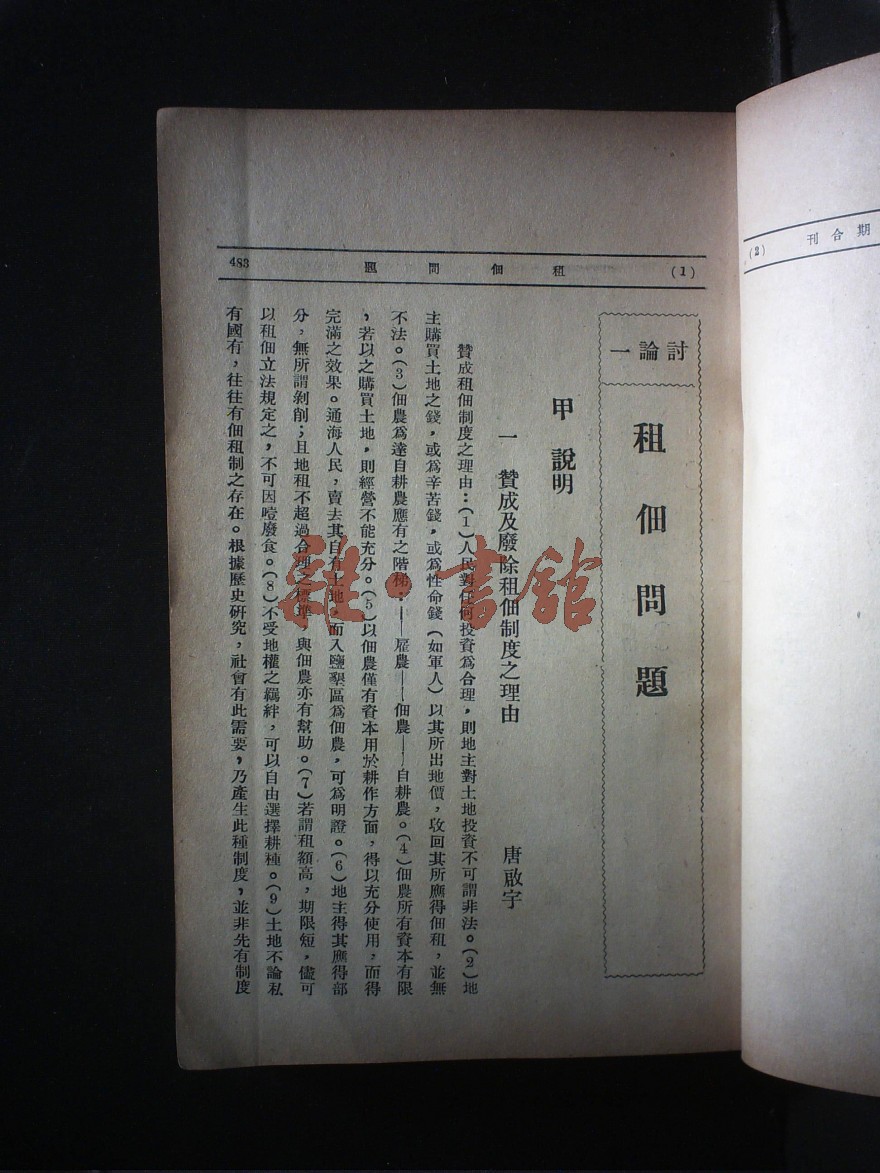 (2) 刊合期
483 題問佃租 (1)
一論討
租佃問題
甲 說明
一 贊成及廢除租佃制度之理由
唐啟宇
贊成租佃制度之理由：(1)人民對任何投資為合理，則地主對土地投資不可謂非法。(2)地
主購買土地之錢，或為辛苦錢，或為性命錢（如軍人）以其所出地價，收回其所應得佃租，並無
不法。(3)佃農為達自耕農應有之階梯：——雇農——佃農——自耕農。(4)佃農所有資本有限
，若以之購買土地，則經營不能充分。(5)以佃農僅有資本用於耕作方面，得以充分使用，而得
完滿之效果。通海人民，賣去其自有土地，而入鹽墾區為佃農，可為明證。(6)地主得其應得部
分，無所謂剝削；且地租不超過合理之標準，與佃農亦有幫助。(7)若謂租額高，期限短，儘可
以租佃立法規定之，不可因噎廢食。(8)不受地權之羈絆，可以自由選擇耕種。(9)土地不論私
有國有，往往有佃租制之存在。根據歷史研究，社會有此需要，乃產生此種制度，並非先有制度
雜·書館